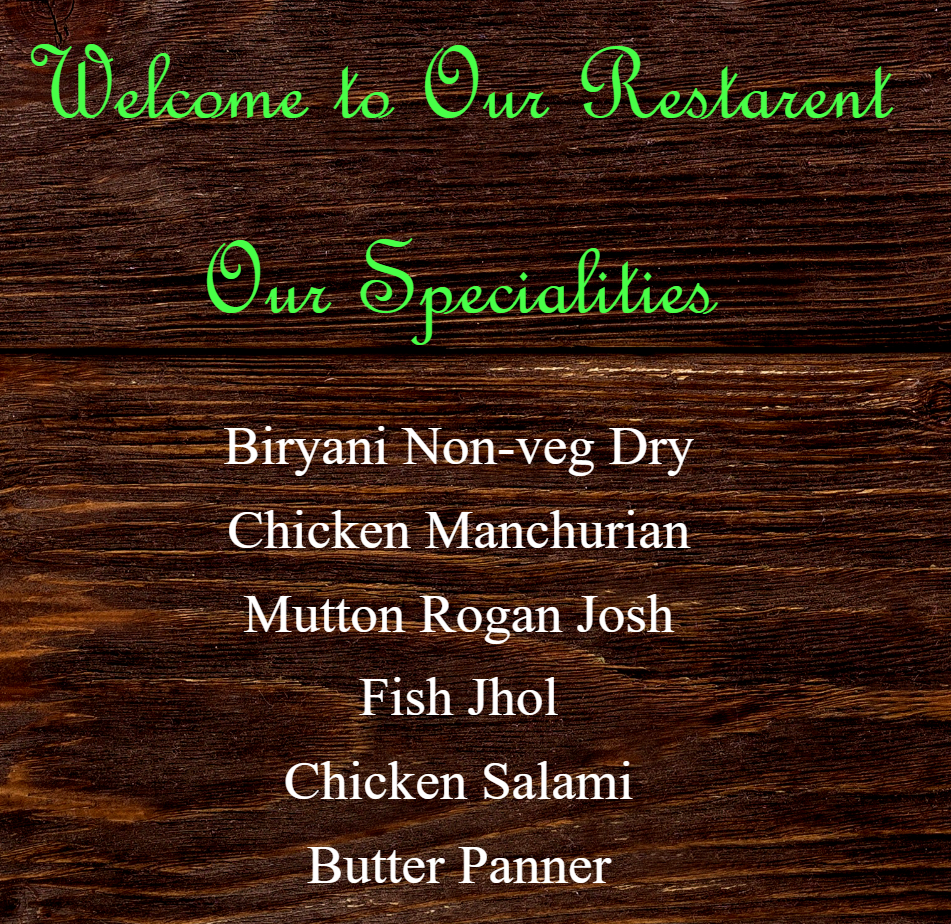 Welcome to Our Restarent
Our Specialities
Biryani Non-veg Dry
Chicken Manchurian
Mutton Rogan Josh
Fish Jhol
Chicken Salami
Butter Panner